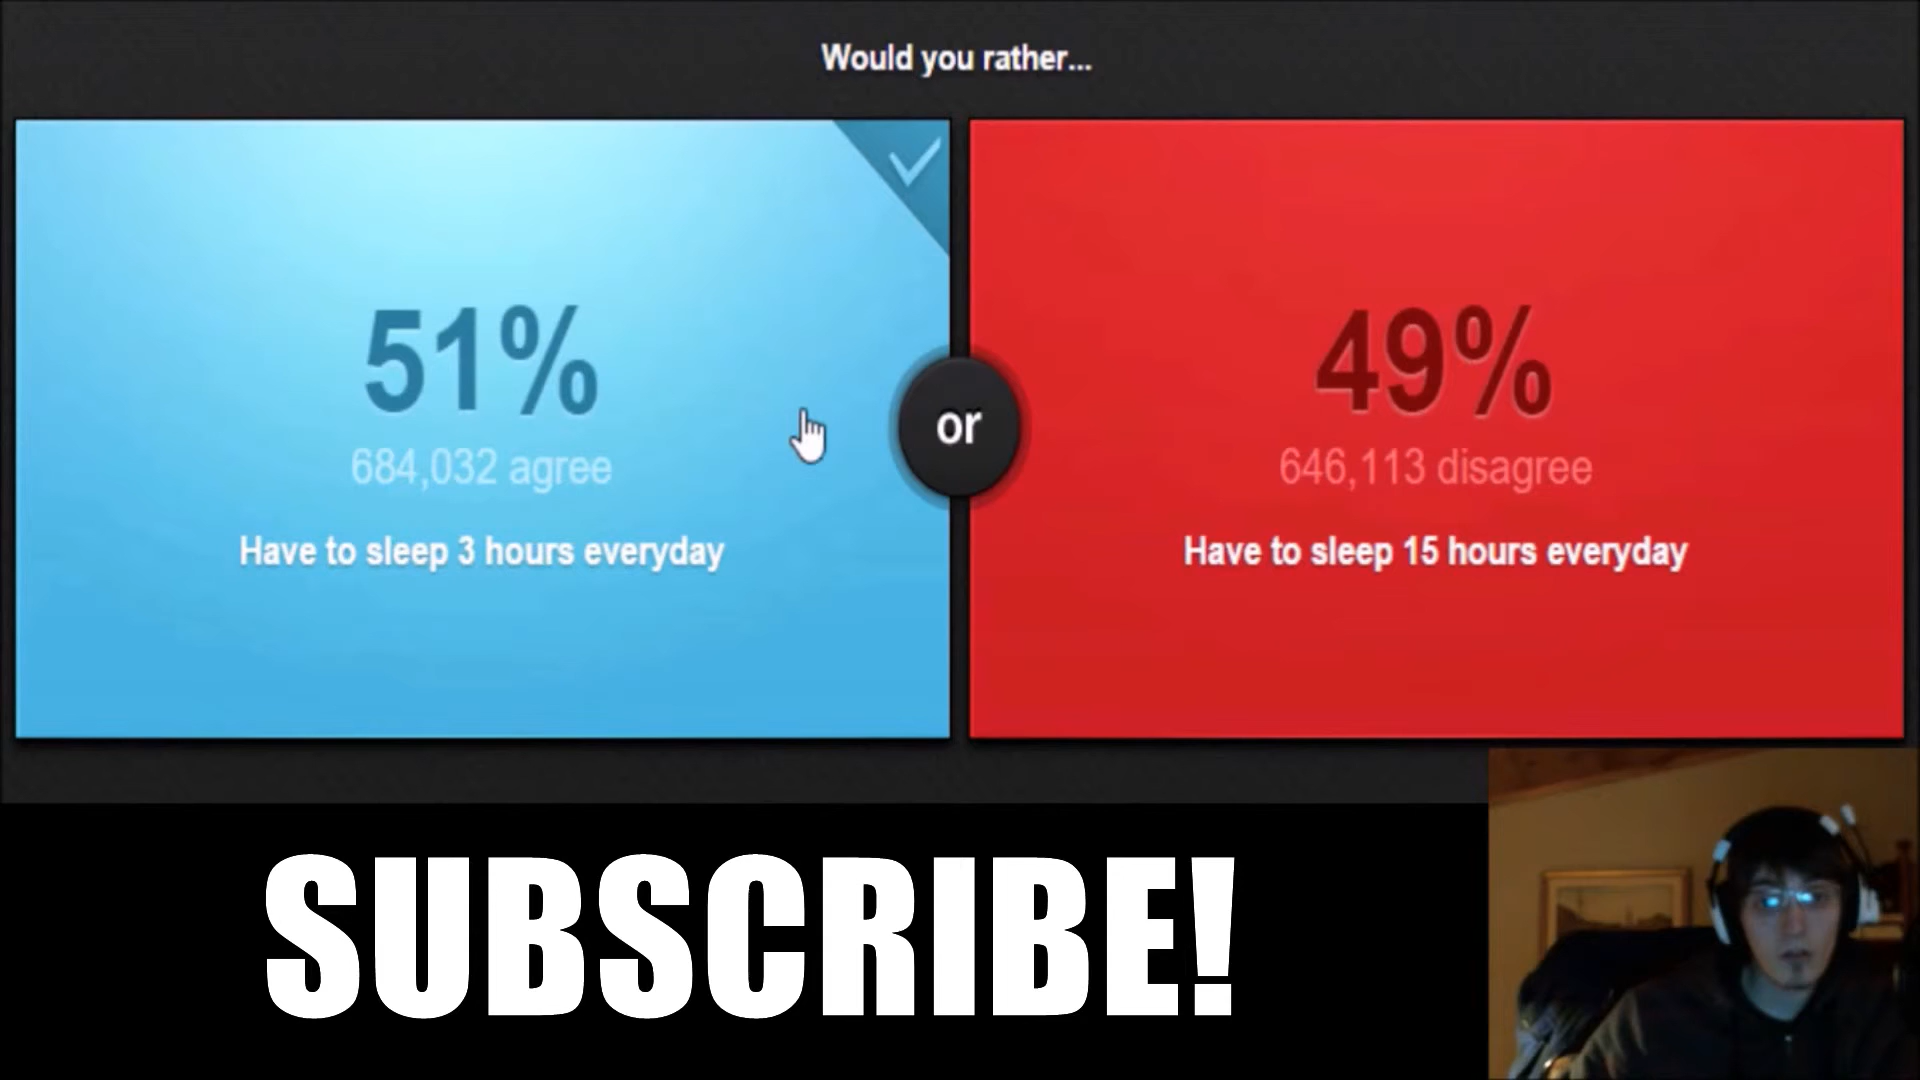 Would you rather...
51%
684,032 agree
Have to sleep 3 hours everyday
or
49%
646,113 disagree
Have to sleep 15 hours everyday
SUBSCRIBE!